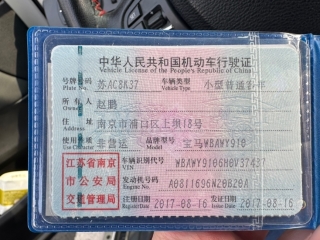 中华人民共和国机动车行驶证
Vehicle License of the People's Republic of China
号牌号码 苏AC8K37 车辆类型 小型普通客车
Plate No. Vehicle Type
所有人 赵鹏
Owner
住址 南京市浦口区上坝18号
Address
使用性质 非营运 品牌型号 宝马WBAWY910
Use Character Model
江苏省南京 车辆识别代号 WBAWY9106H0V37437
VIN
市公安局 发动机号码 A0811696N20B20A
Engine No.
交通管理局 注册日期 2017-08-16 发证日期 2017-08-16
Register Date Issue Date